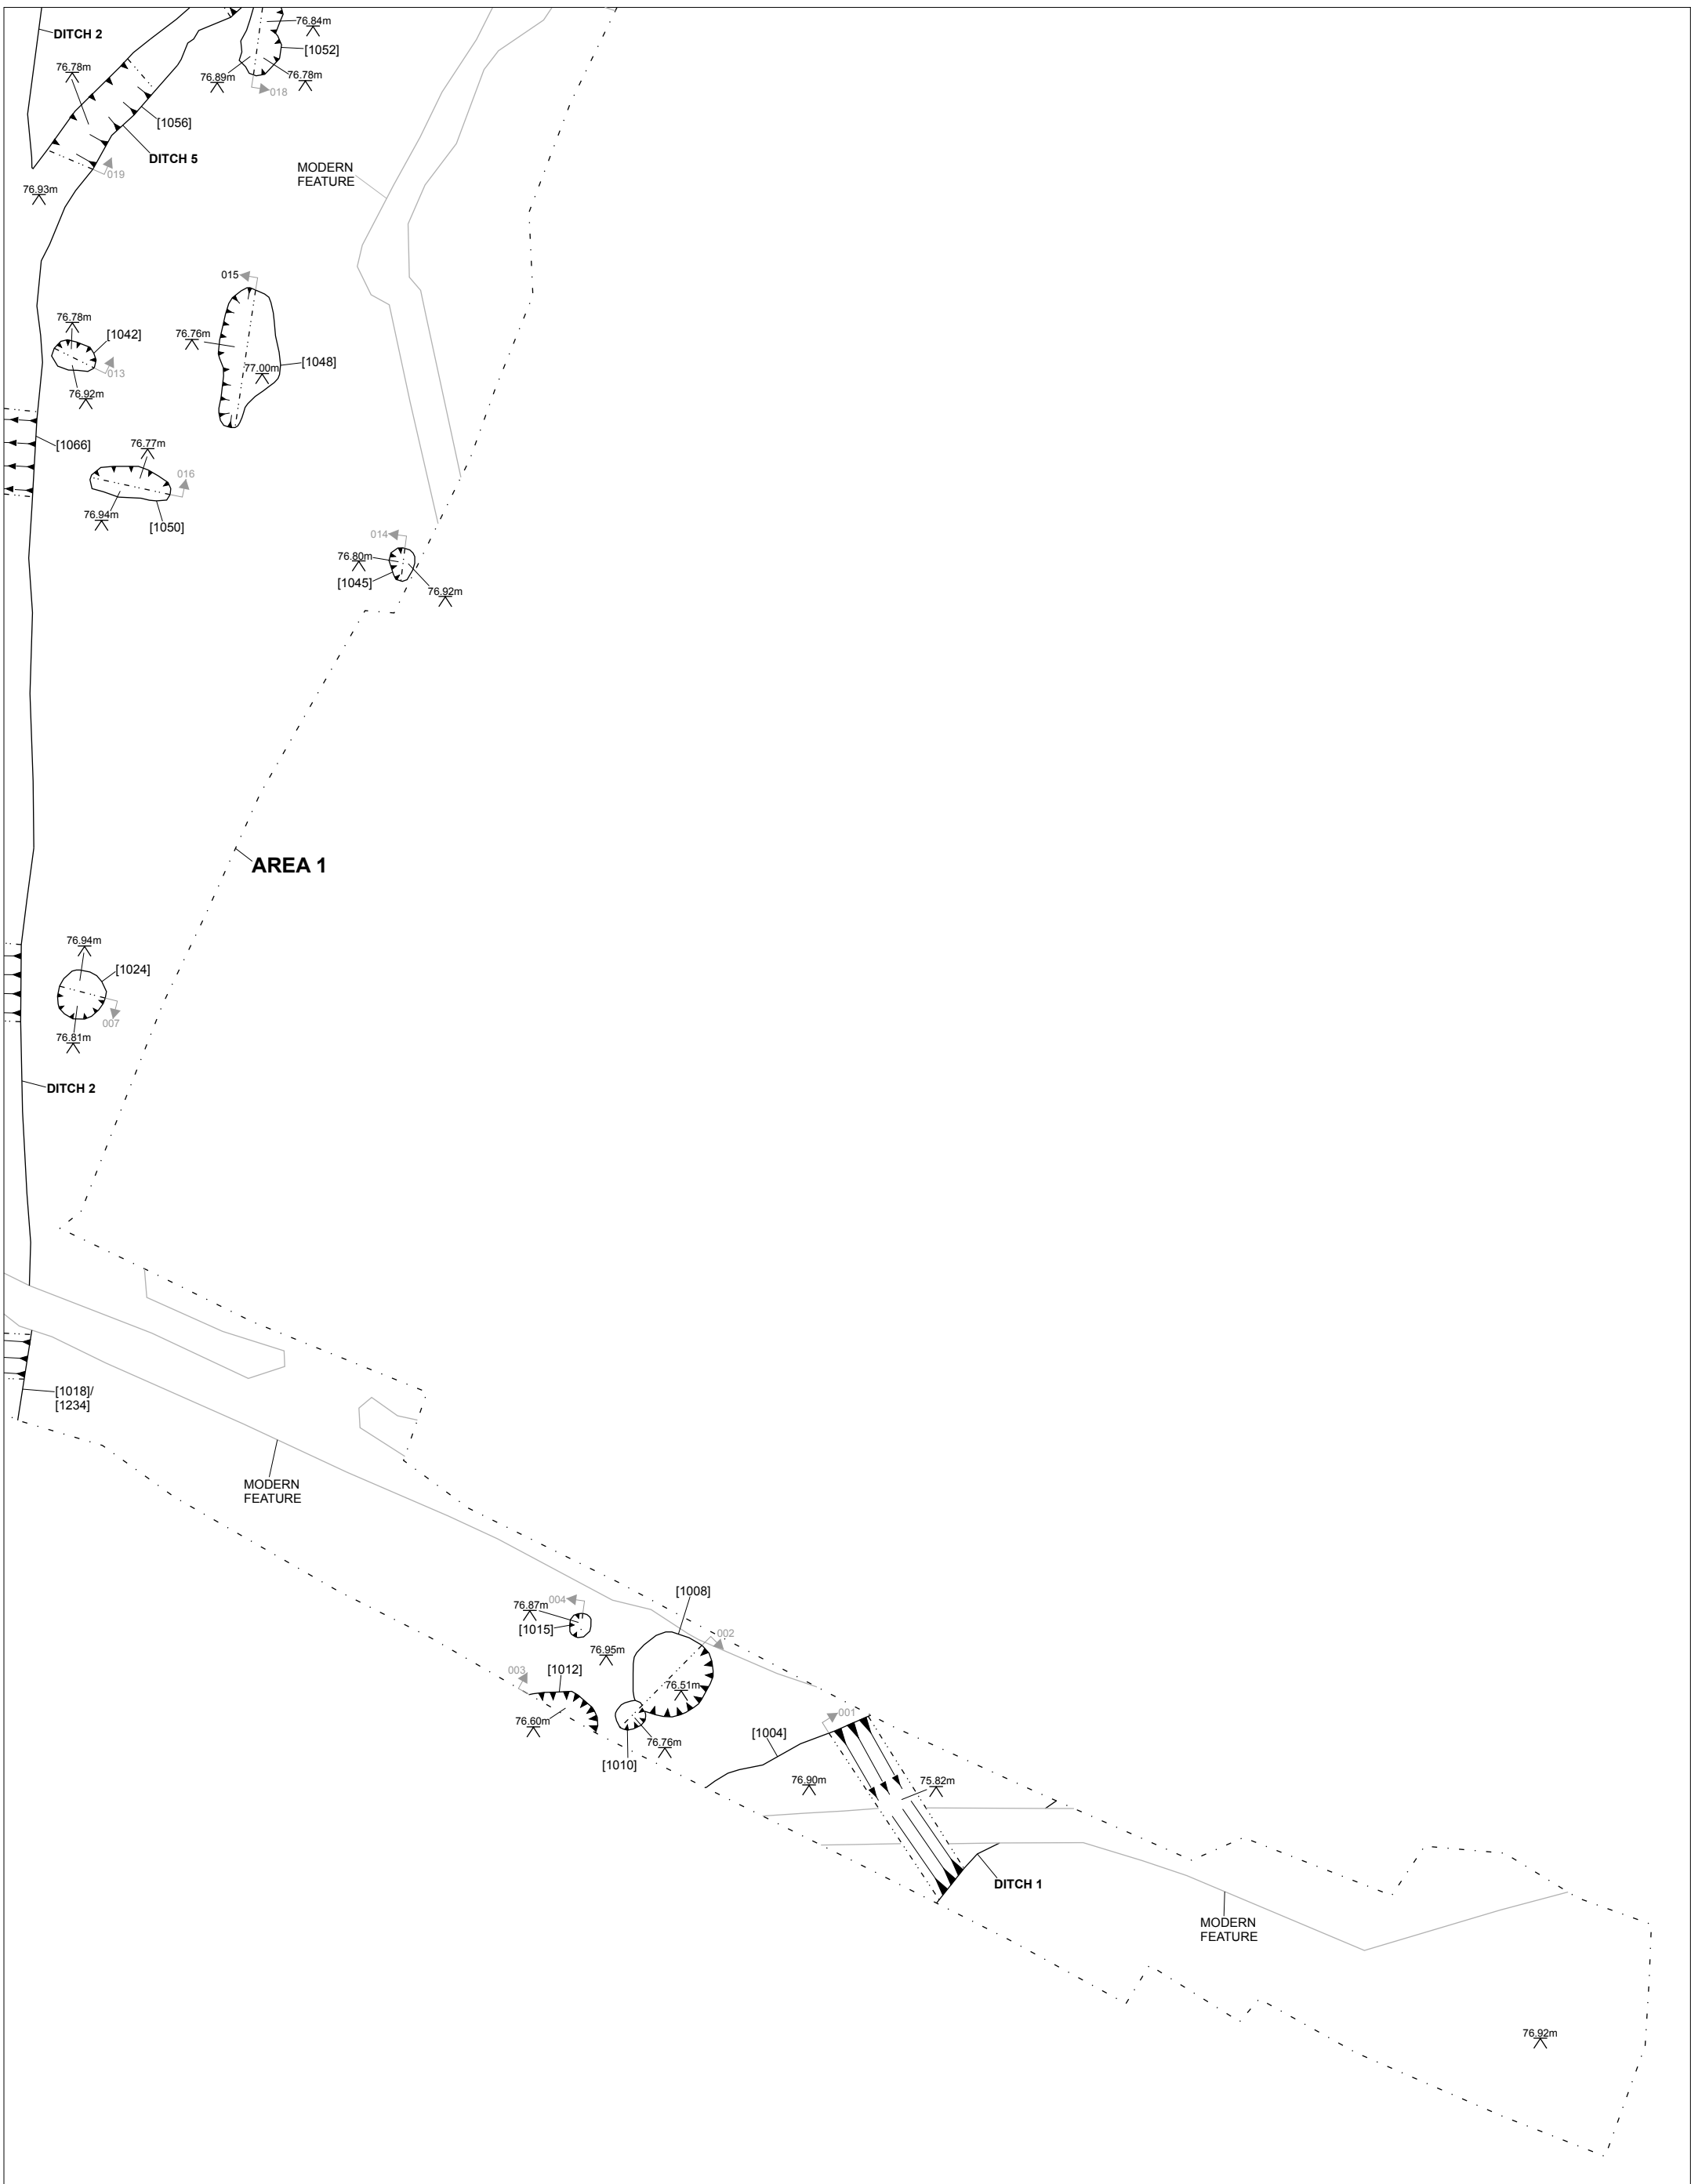 DITCH 2
76.84m
[1052]
76.78m
76.89m
76.78m
018
[1056]
DITCH 5
019
MODERN
FEATURE
76.93m
015
76.78m
[1042]
76.76m
[1048]
77.00m
013
76.92m
[1066]
76.77m
016
76.94m
[1050]
014
76.80m
[1045]
76.92m
AREA 1
76.94m
[1024]
007
76.81m
DITCH 2
[1018]/
[1234]
MODERN
FEATURE
[1008]
004
76.87m
[1015]
002
76.95m
003
[1012]
76.51m
76.60m
001
[1004]
76.76m
[1010]
76.90m
75.82m
DITCH 1
MODERN
FEATURE
76.92m